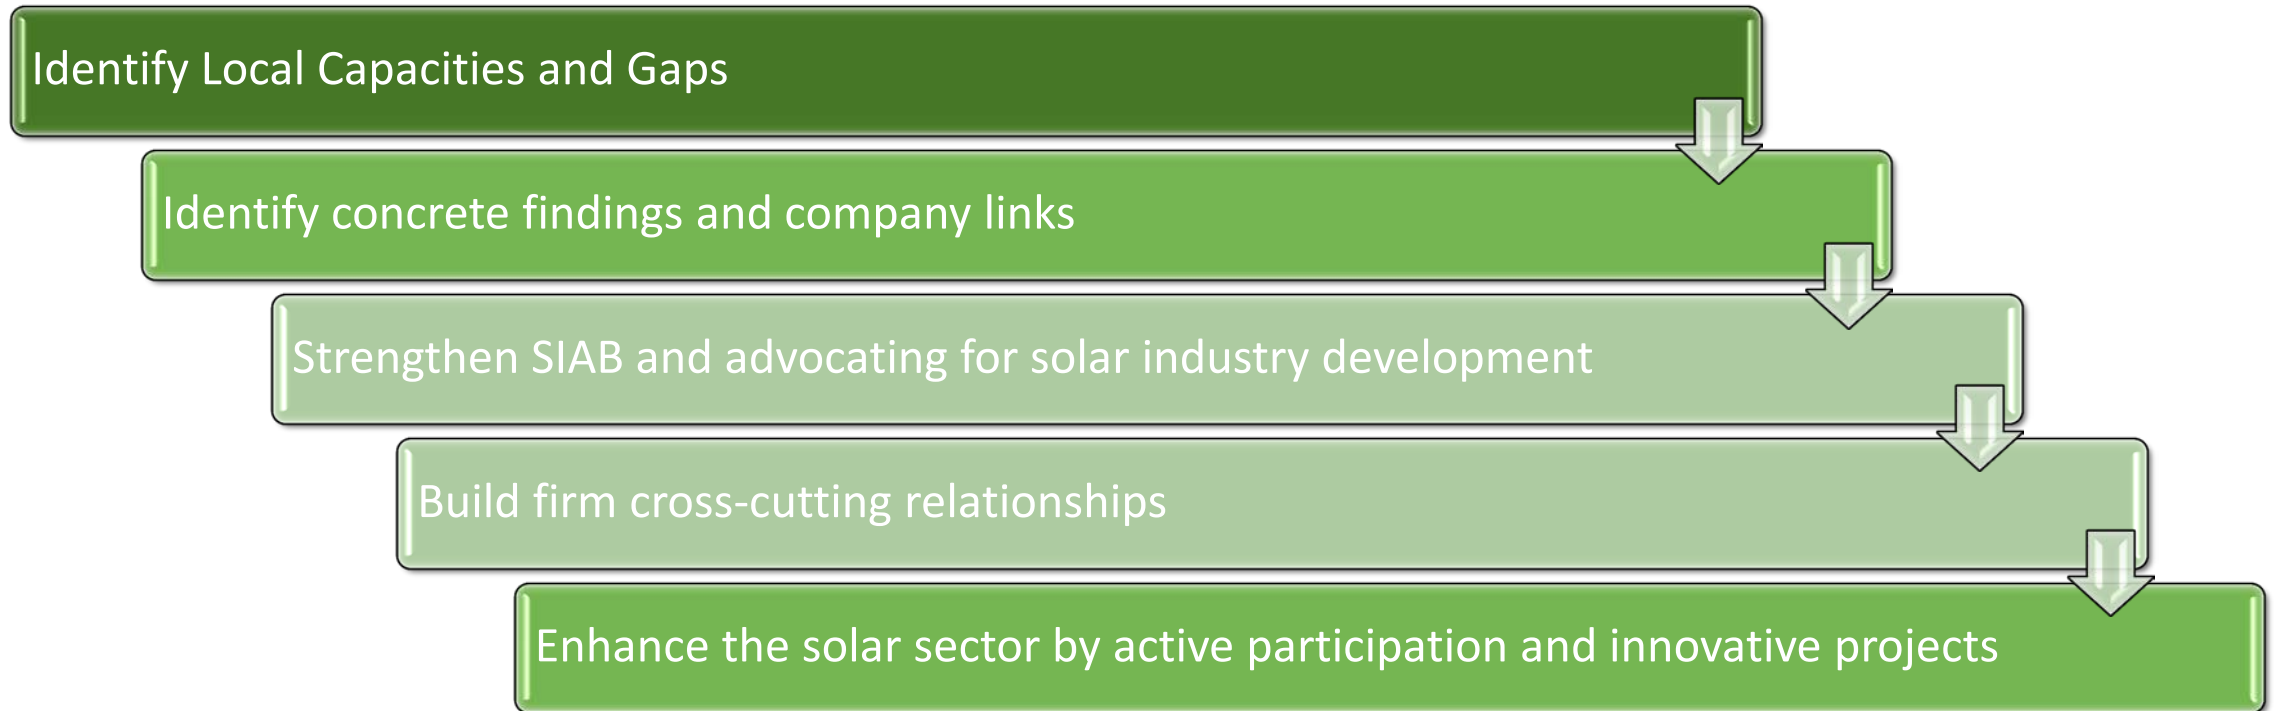 Identify Local Capacities and Gaps
Identify concrete findings and company links
Strengthen SIAB and advocating for solar industry development
Build firm cross-cutting relationships
Enhance the solar sector by active participation and innovative projects